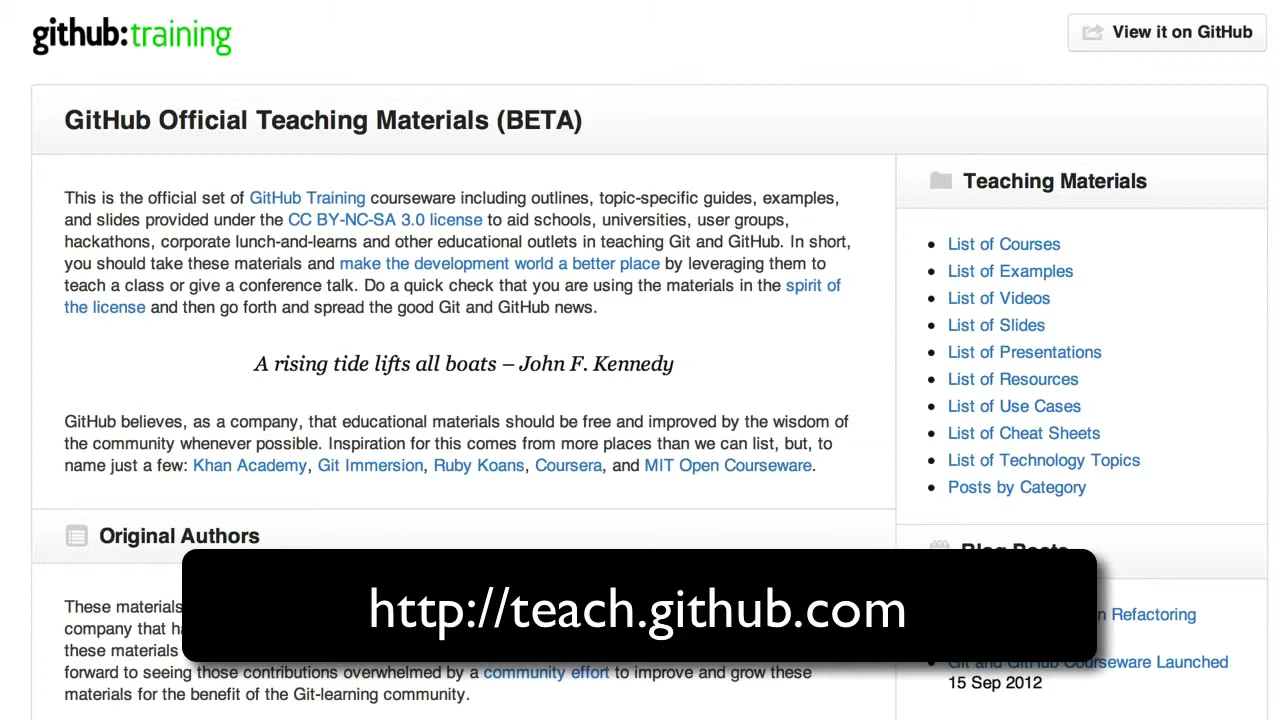 github:training
View it on GitHub
GitHub Official Teaching Materials (BETA)
This is the official set of GitHub Training courseware including outlines, topic-specific guides, examples,
and slides provided under the CC BY-NC-SA 3.0 license to aid schools, universities, user groups,
hackathons, corporate lunch-and-learns and other educational outlets in teaching Git and GitHub. In short,
you should take these materials and make the development world a better place by leveraging them to
teach a class or give a conference talk. Do a quick check that you are using the materials in the spirit of
the license and then go forth and spread the good Git and GitHub news.
A rising tide lifts all boats – John F. Kennedy
GitHub believes, as a company, that educational materials should be free and improved by the wisdom of
the community whenever possible. Inspiration for this comes from more places than we can list, but, to
name just a few: Khan Academy, Git Immersion, Ruby Koans, Coursera, and MIT Open Courseware.
Original Authors
These materials
company that
these materials
forward to seeing those contributions overwhelmed by a community effort to improve and grow these
materials for the benefit of the Git-learning community.
Teaching Materials
List of Courses
List of Examples
List of Videos
List of Slides
List of Presentations
List of Resources
List of Use Cases
List of Cheat Sheets
List of Technology Topics
Posts by Category
Blog Posts
Refactoring
Git and GitHub Courseware Launched
15 Sep 2012
http://teach.github.com